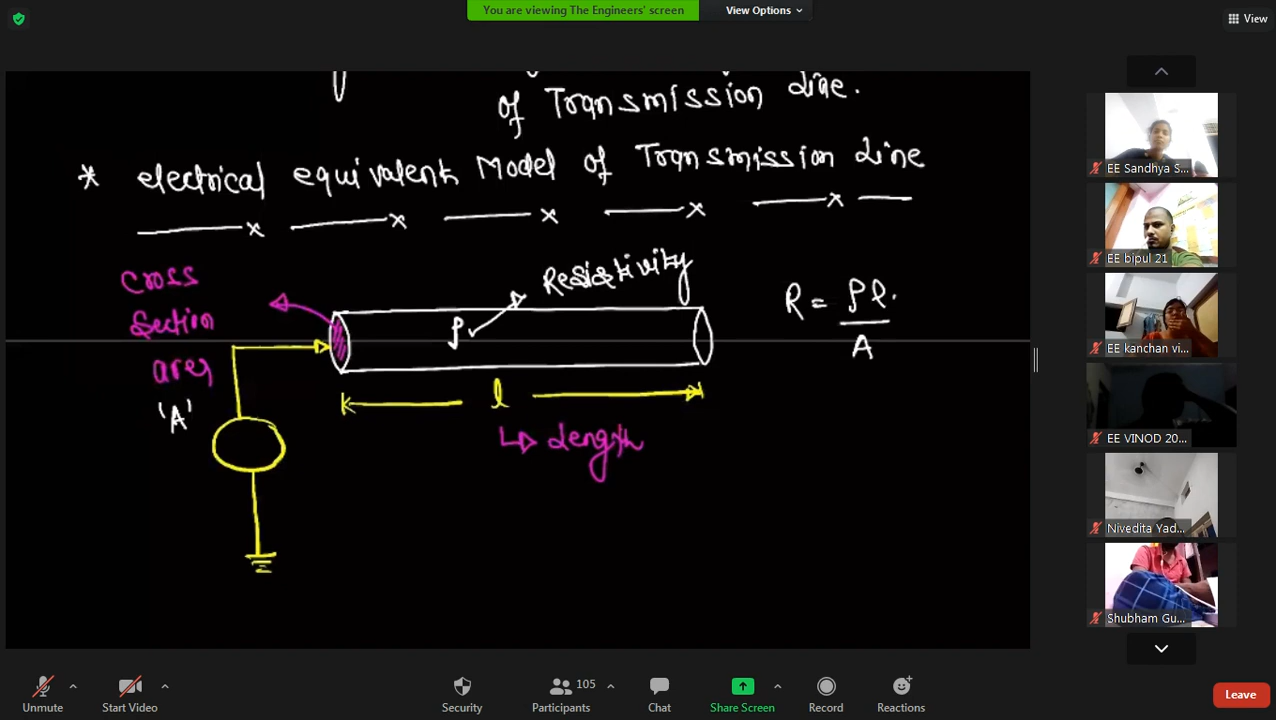 You are viewing The Engineers' screen
View Options
View
of Transmission Line.
* electrical equivalent Model of Transmission Line
Cross
Section
area
'A'
ρ
Resistivity
R = ρl
A
l
Length
EE Sandhya S...
EE bipul 21
EE kanchan vi...
EE VINOD 20...
Nivedita Yad...
Shubham Gu...
Unmute
Start Video
Security
105
Participants
Chat
Share Screen
Record
Reactions
Leave